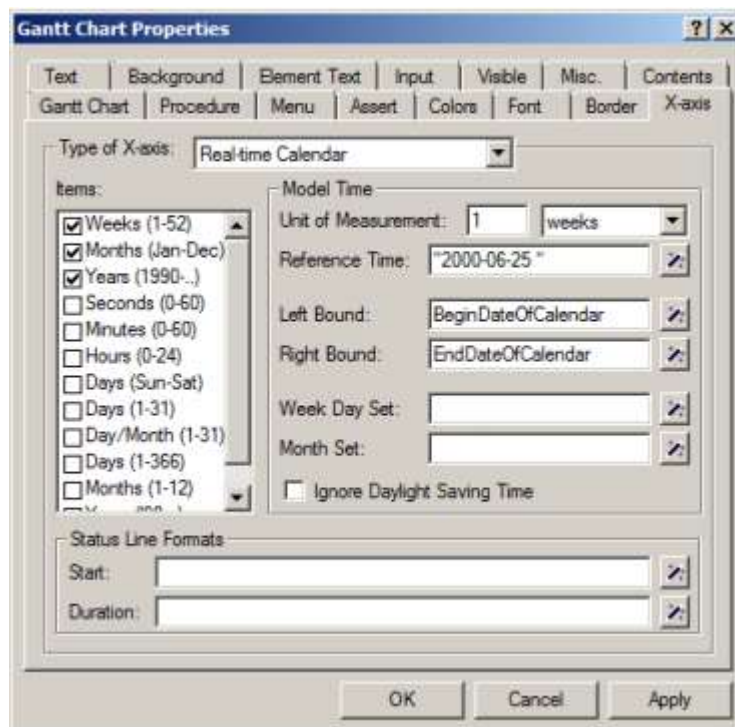 Gantt Chart Properties
Text Background Element Text Input Visible Misc. Contents
Gantt Chart Procedure Menu Assert Colors Font Border X-axis
Type of X-axis: Real-time Calendar
Items:
Weeks (1-52)
Months (Jan-Dec)
Years (1990-..)
Seconds (0-60)
Minutes (0-60)
Hours (0-24)
Days (Sun-Sat)
Days (1-31)
Day/Month (1-31)
Days (1-366)
Months (1-12)
Model Time
Unit of Measurement: 1 weeks
Reference Time: "2000-06-25 "
Left Bound: BeginDateOfCalendar
Right Bound: EndDateOfCalendar
Week Day Set:
Month Set:
Ignore Daylight Saving Time
Status Line Formats
Start:
Duration:
OK Cancel Apply